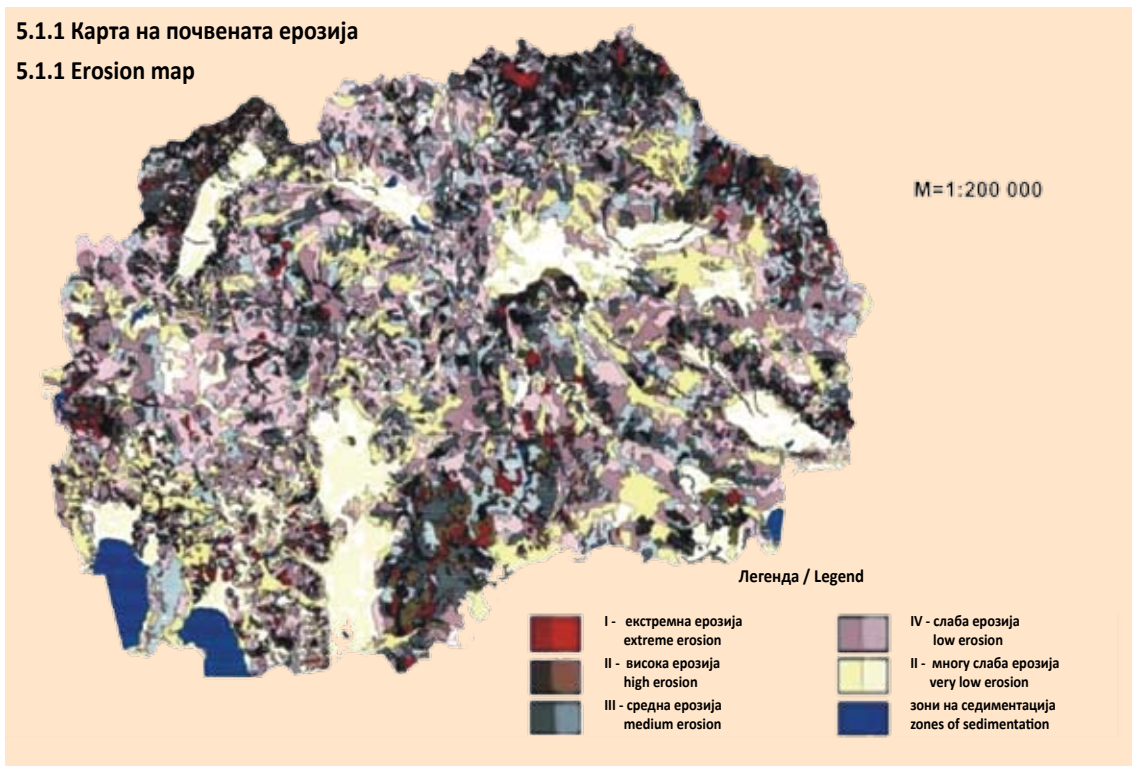 5.1.1 Карта на почвената ерозија
5.1.1 Erosion map
М=1:200 000
Легенда / Legend
I - екстремна ерозија
extreme erosion
II - висока ерозија
high erosion
III - средна ерозија
medium erosion
IV - слаба ерозија
low erosion
II - многу слаба ерозија
very low erosion
зони на седиментација
zones of sedimentation